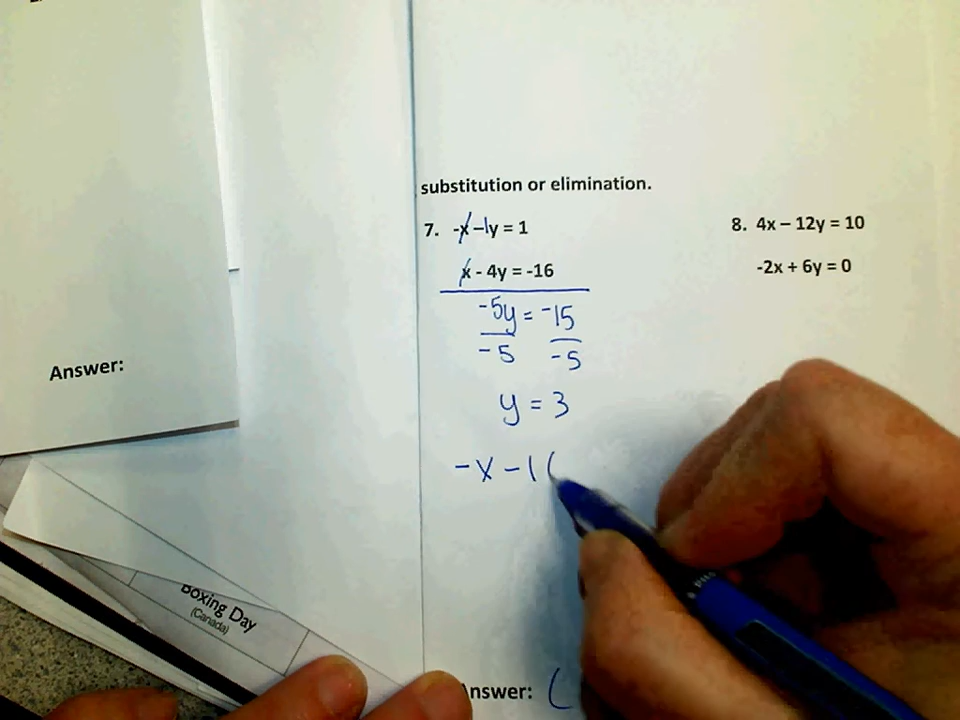 substitution or elimination.
7. -x -1y = 1
x - 4y = -16
-5y = -15
-5 -5
y = 3
-x -1(
8. 4x – 12y = 10
-2x + 6y = 0
Answer:
Boxing Day
(Canada)
nswer: (